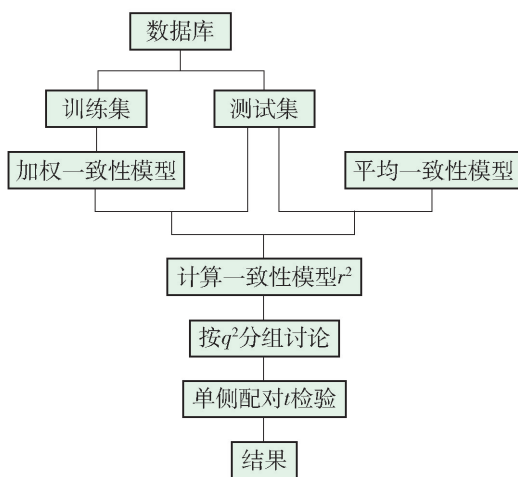 数据库
训练集
测试集
加权一致性模型
平均一致性模型
计算一致性模型r²
按q²分组讨论
单侧配对t检验
结果